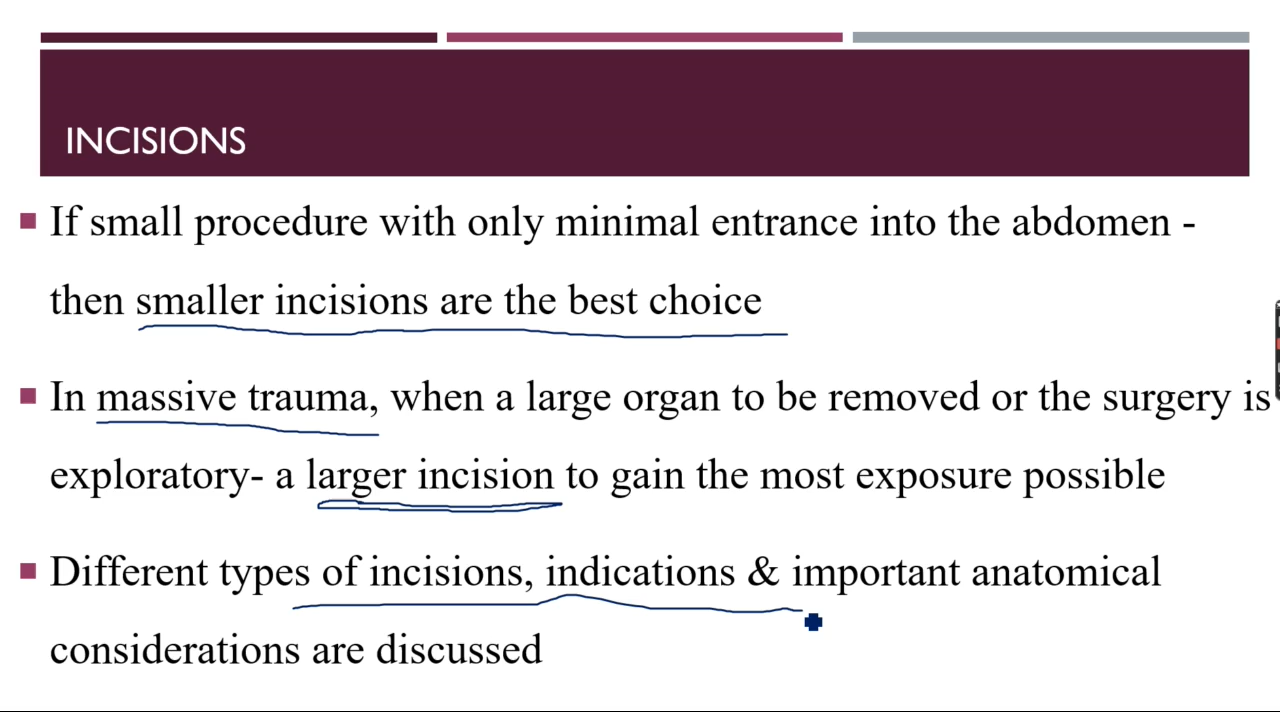 INCISIONS
If small procedure with only minimal entrance into the abdomen -
then smaller incisions are the best choice
In massive trauma, when a large organ to be removed or the surgery is
exploratory- a larger incision to gain the most exposure possible
Different types of incisions, indications & important anatomical
considerations are discussed